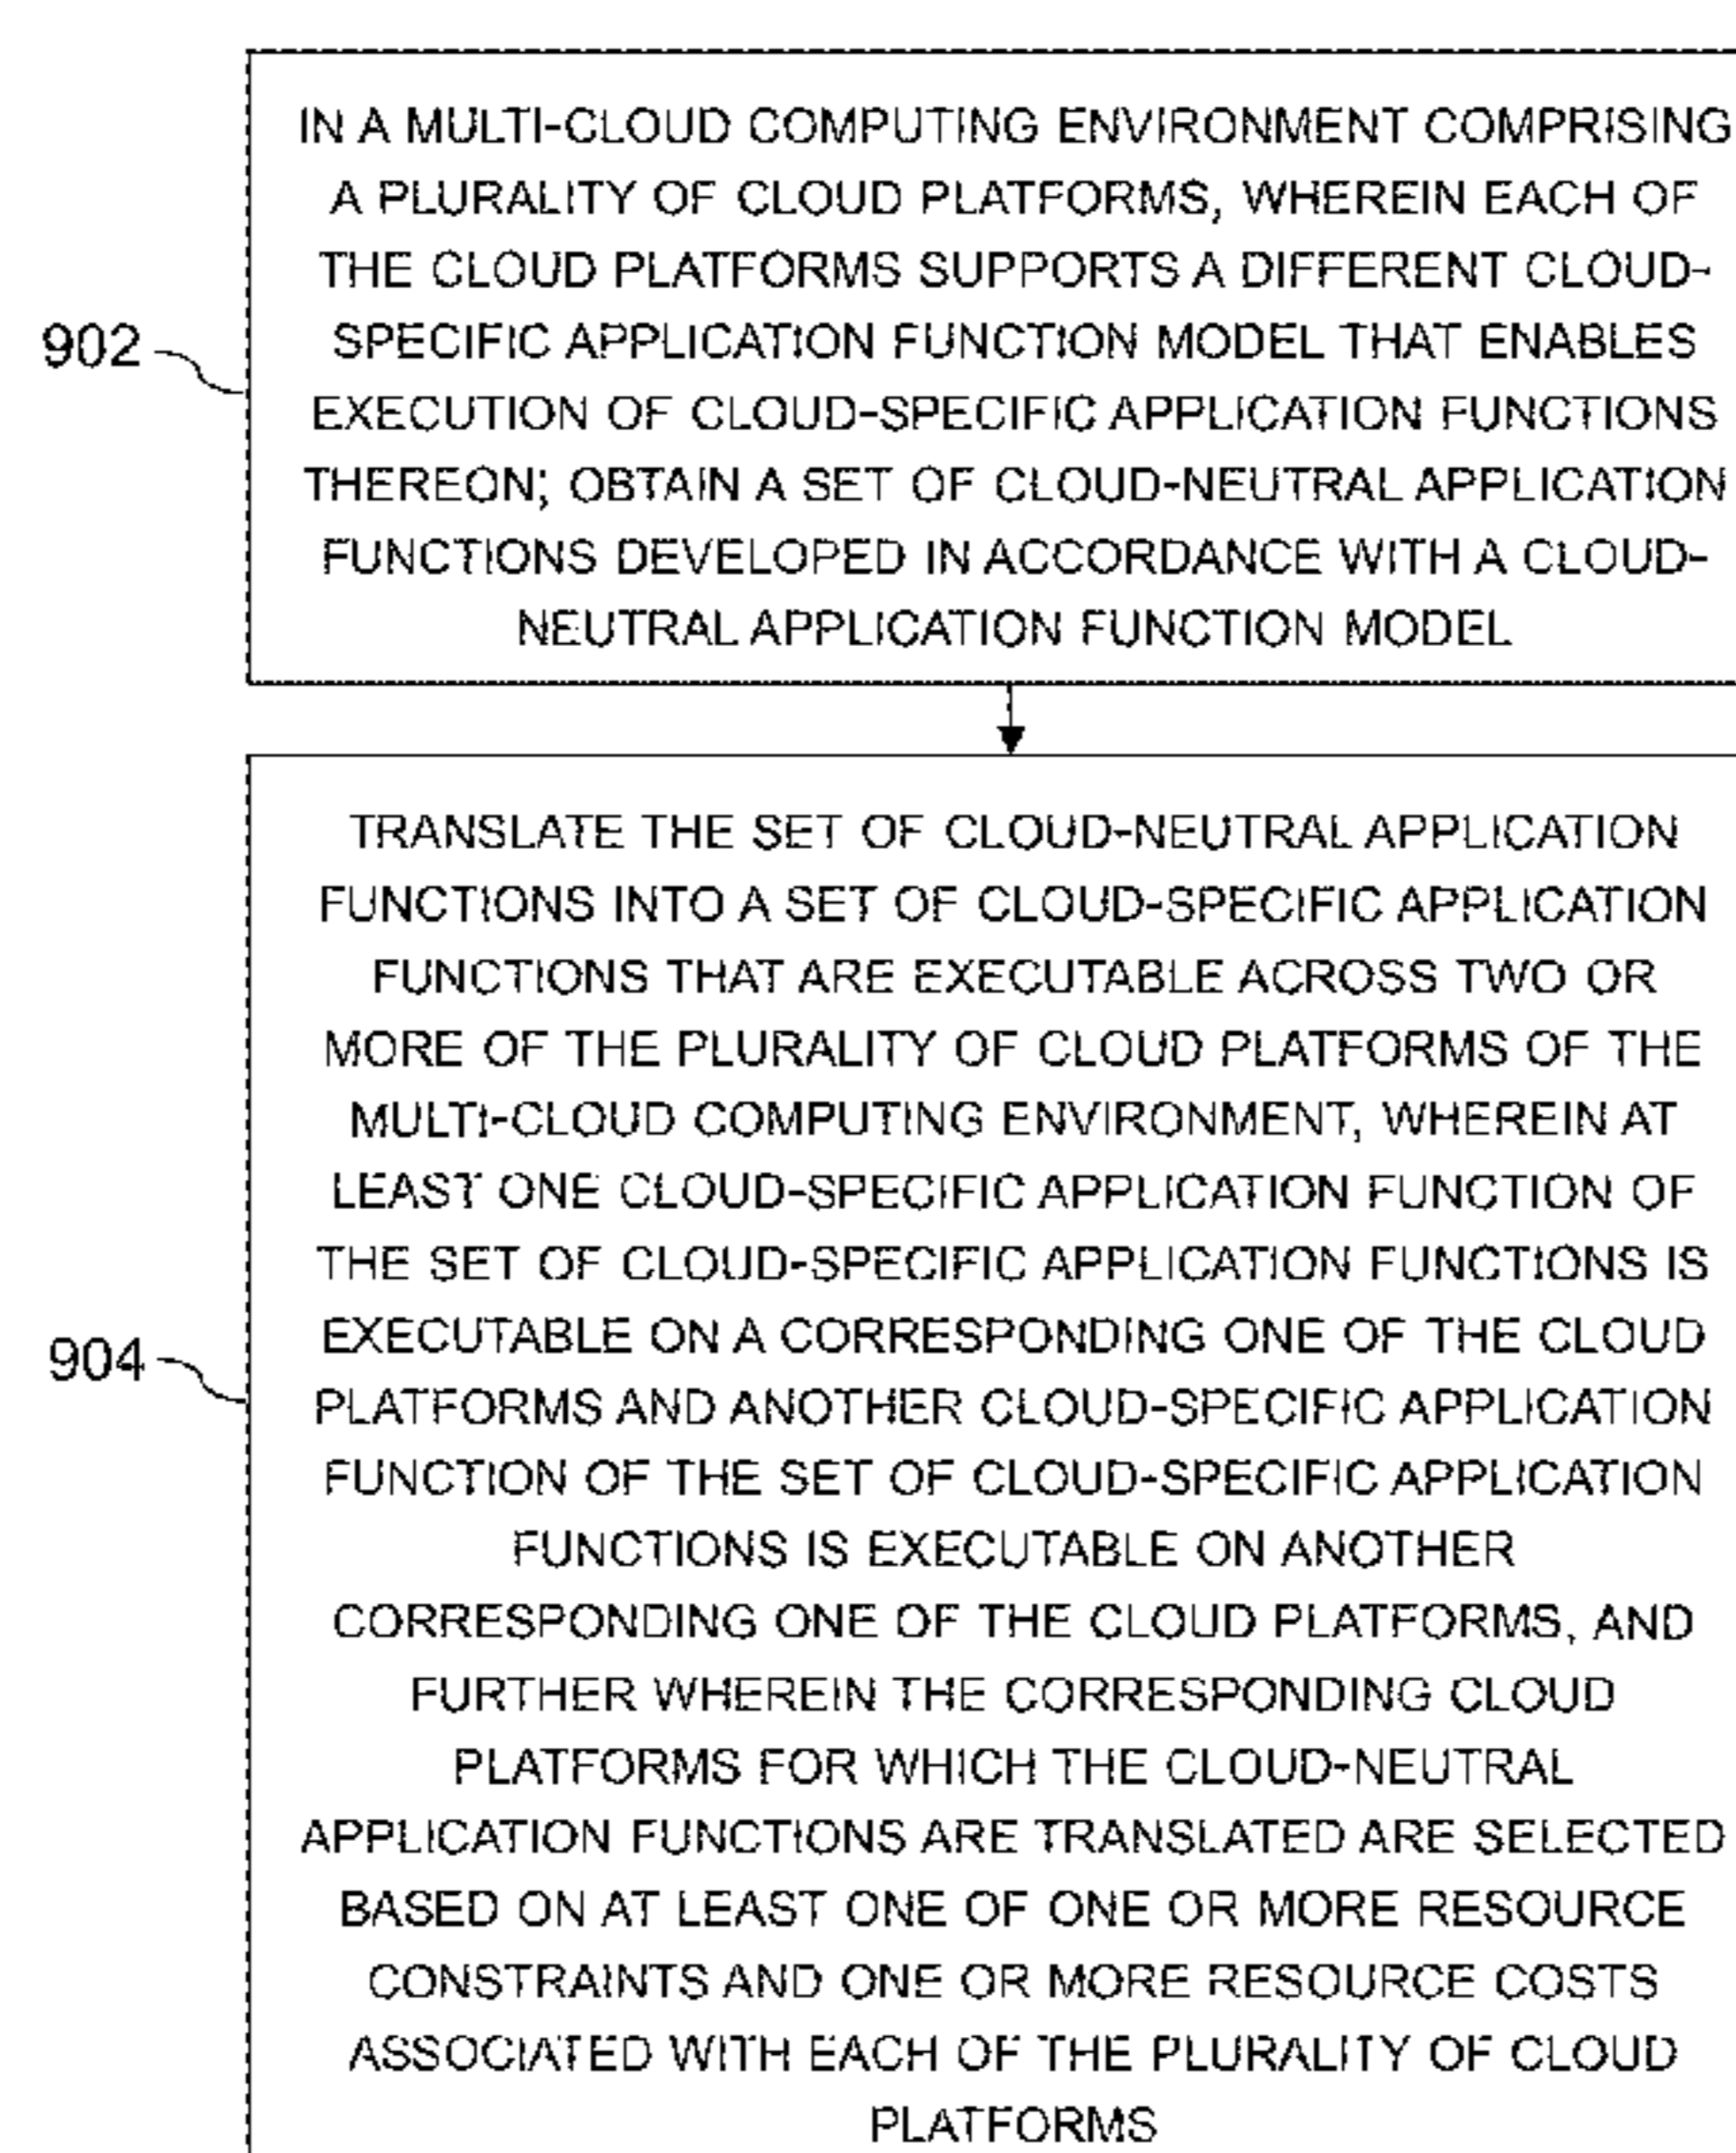 IN A MULTI-CLOUD COMPUTING ENVIRONMENT COMPRISING
A PLURALITY OF CLOUD PLATFORMS, WHEREIN EACH OF
THE CLOUD PLATFORMS SUPPORTS A DIFFERENT CLOUD-
SPECIFIC APPLICATION FUNCTION MODEL THAT ENABLES
902
EXECUTION OF CLOUD-SPECIFIC APPLICATION FUNCTIONS
THEREON; OBTAIN A SET OF CLOUD-NEUTRAL APPLICATION
FUNCTIONS DEVELOPED IN ACCORDANCE WITH A CLOUD-
NEUTRAL APPLICATION FUNCTION MODEL
TRANSLATE THE SET OF CLOUD-NEUTRAL APPLICATION
FUNCTIONS INTO A SET OF CLOUD-SPECIFIC APPLICATION
FUNCTIONS THAT ARE EXECUTABLE ACROSS TWO OR
MORE OF THE PLURALITY OF CLOUD PLATFORMS OF THE
MULTI-CLOUD COMPUTING ENVIRONMENT, WHEREIN AT
LEAST ONE CLOUD-SPECIFIC APPLICATION FUNCTION OF
THE SET OF CLOUD-SPECIFIC APPLICATION FUNCTIONS IS
EXECUTABLE ON A CORRESPONDING ONE OF THE CLOUD
904
PLATFORMS AND ANOTHER CLOUD-SPECIFIC APPLICATION
FUNCTION OF THE SET OF CLOUD-SPECIFIC APPLICATION
FUNCTIONS IS EXECUTABLE ON ANOTHER
CORRESPONDING ONE OF THE CLOUD PLATFORMS, AND
FURTHER WHEREIN THE CORRESPONDING CLOUD
PLATFORMS FOR WHICH THE CLOUD-NEUTRAL
APPLICATION FUNCTIONS ARE TRANSLATED ARE SELECTED
BASED ON AT LEAST ONE OF ONE OR MORE RESOURCE
CONSTRAINTS AND ONE OR MORE RESOURCE COSTS
ASSOCIATED WITH EACH OF THE PLURALITY OF CLOUD
PLATFORMS